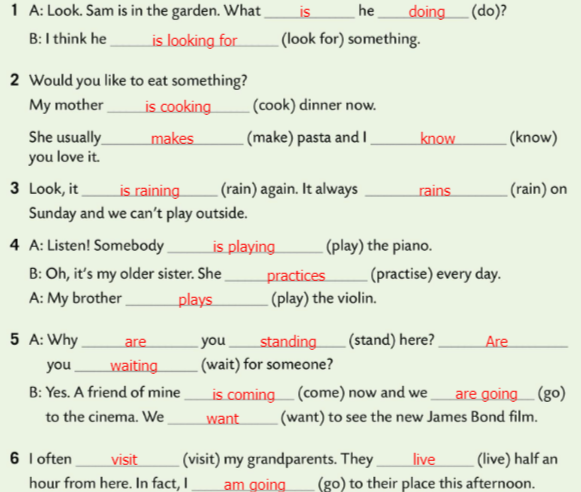 1 A: Look. Sam is in the garden. What is he doing (do)?
B: I think he is looking for (look for) something.
2 Would you like to eat something?
My mother is cooking (cook) dinner now.
She usually makes (make) pasta and I know (know)
you love it.
3 Look, it is raining (rain) again. It always rains (rain) on
Sunday and we can't play outside.
4 A: Listen! Somebody is playing (play) the piano.
B: Oh, it's my older sister. She practices (practise) every day.
A: My brother plays (play) the violin.
5 A: Why are you standing (stand) here? Are
you waiting (wait) for someone?
B: Yes. A friend of mine is coming (come) now and we are going (go)
to the cinema. We want (want) to see the new James Bond film.
6 I often visit (visit) my grandparents. They live (live) half an
hour from here. In fact, I am going (go) to their place this afternoon.